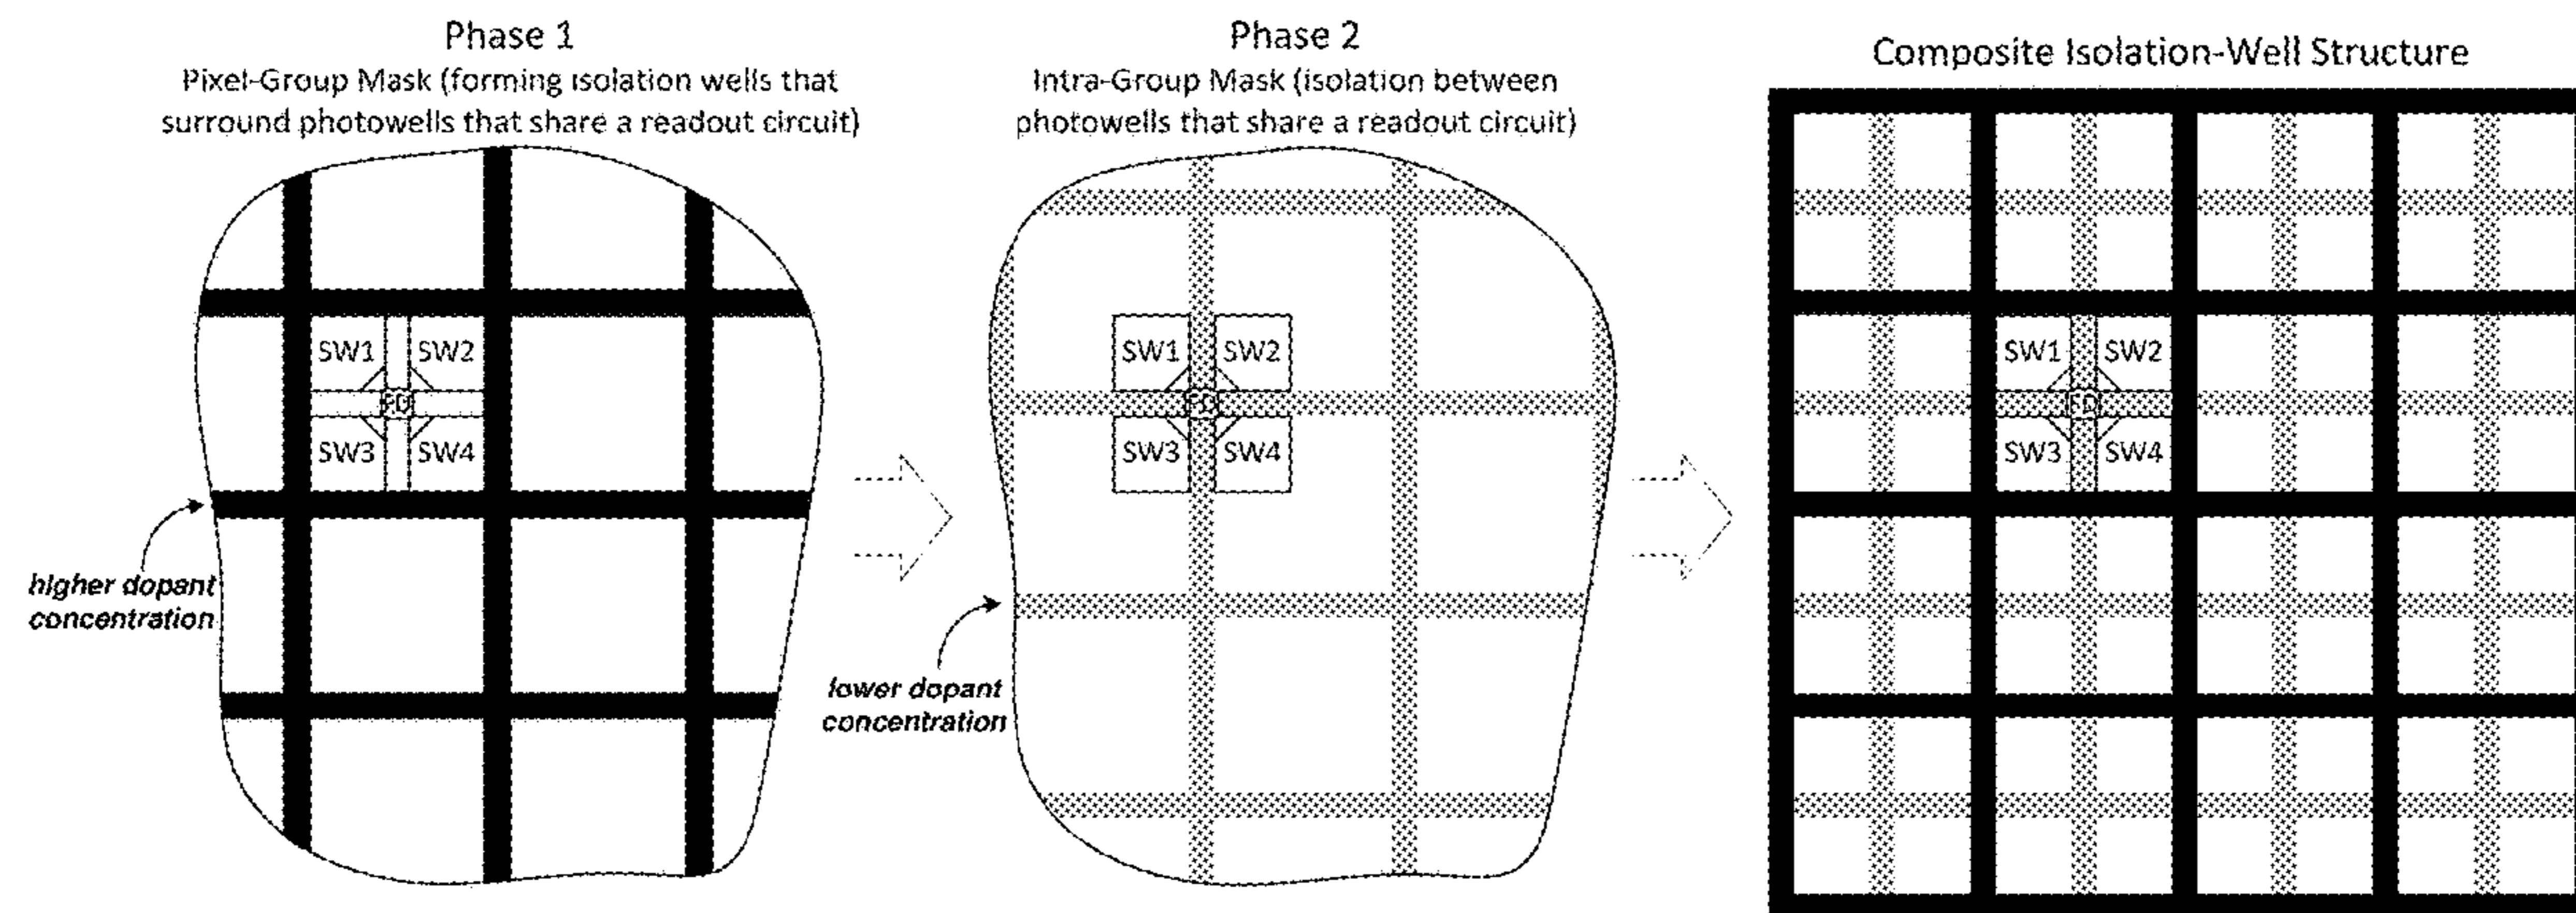 Phase 1
Pixel-Group Mask (forming isolation wells that
surround photowells that share a readout circuit)
SW1 SW2
FD
SW3 SW4
higher dopant
concentration
Phase 2
Intra-Group Mask (isolation between
photowells that share a readout circuit)
SW1 SW2
FD
SW3 SW4
lower dopant
concentration
Composite Isolation-Well Structure
SW1 SW2
FD
SW3 SW4